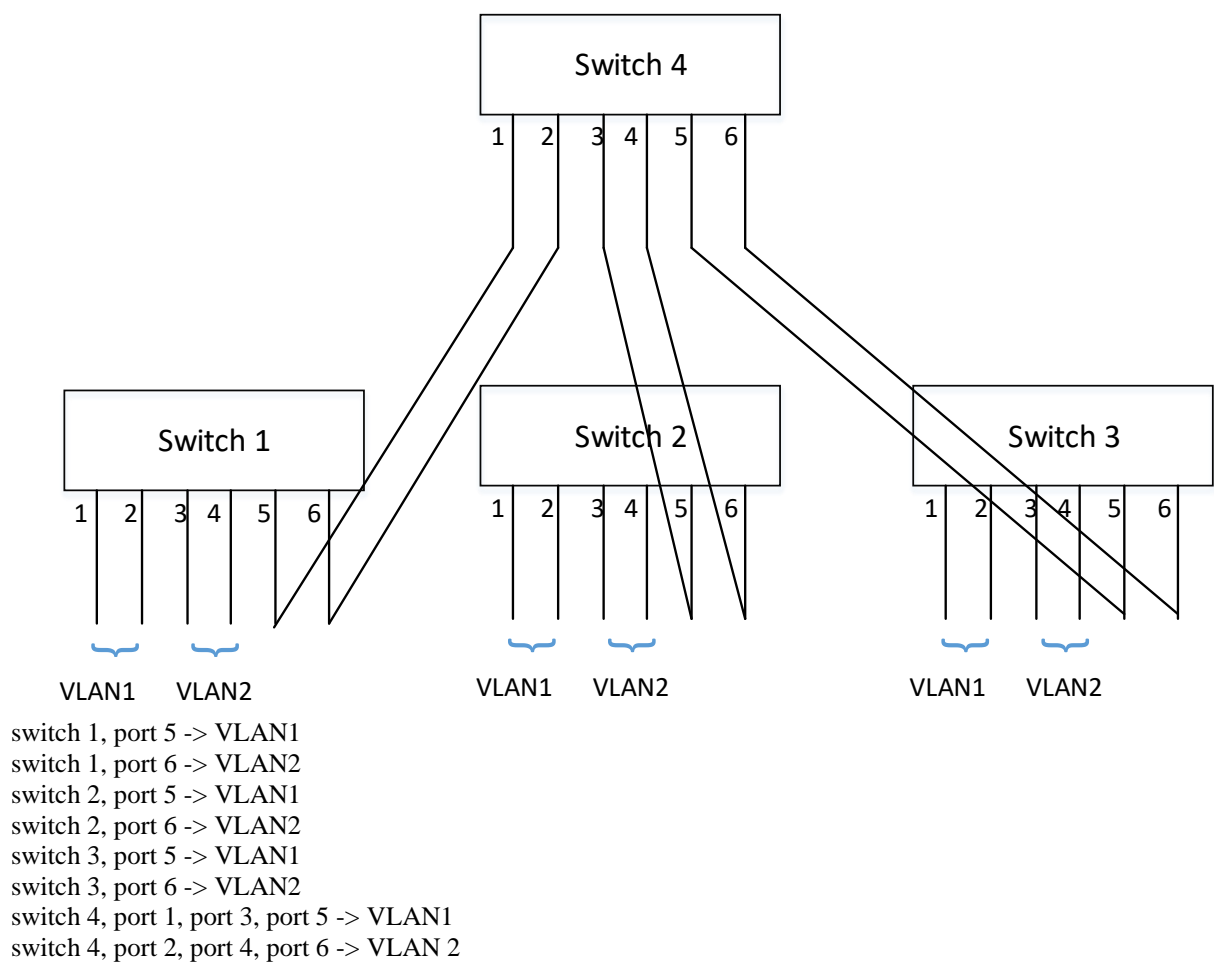 Switch 4
1 2 3 4 5 6
Switch 1 Switch 2 Switch 3
1 2 3 4 5 6 1 2 3 4 5 6 1 2 3 4 5 6
VLAN1 VLAN2 VLAN1 VLAN2 VLAN1 VLAN2
switch 1, port 5 -> VLAN1
switch 1, port 6 -> VLAN2
switch 2, port 5 -> VLAN1
switch 2, port 6 -> VLAN2
switch 3, port 5 -> VLAN1
switch 3, port 6 -> VLAN2
switch 4, port 1, port 3, port 5 -> VLAN1
switch 4, port 2, port 4, port 6 -> VLAN 2